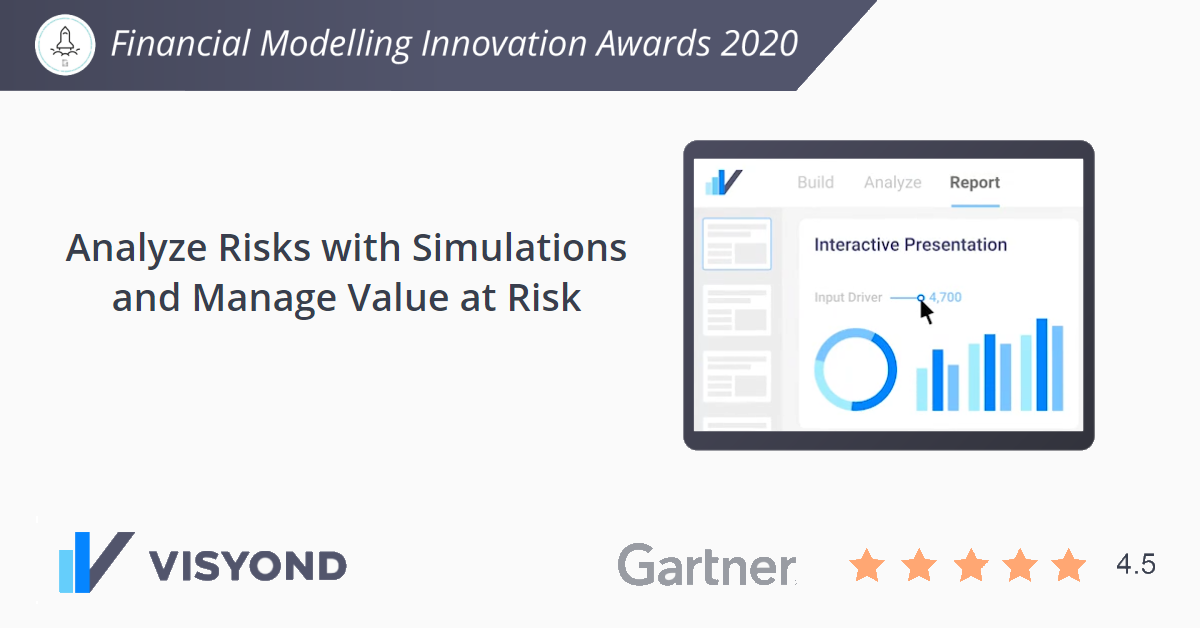 Financial Modelling Innovation Awards 2020
Analyze Risks with Simulations
and Manage Value at Risk
Build Analyze Report
Interactive Presentation
Input Driver 4,700
VISYOND
Gartner 4.5